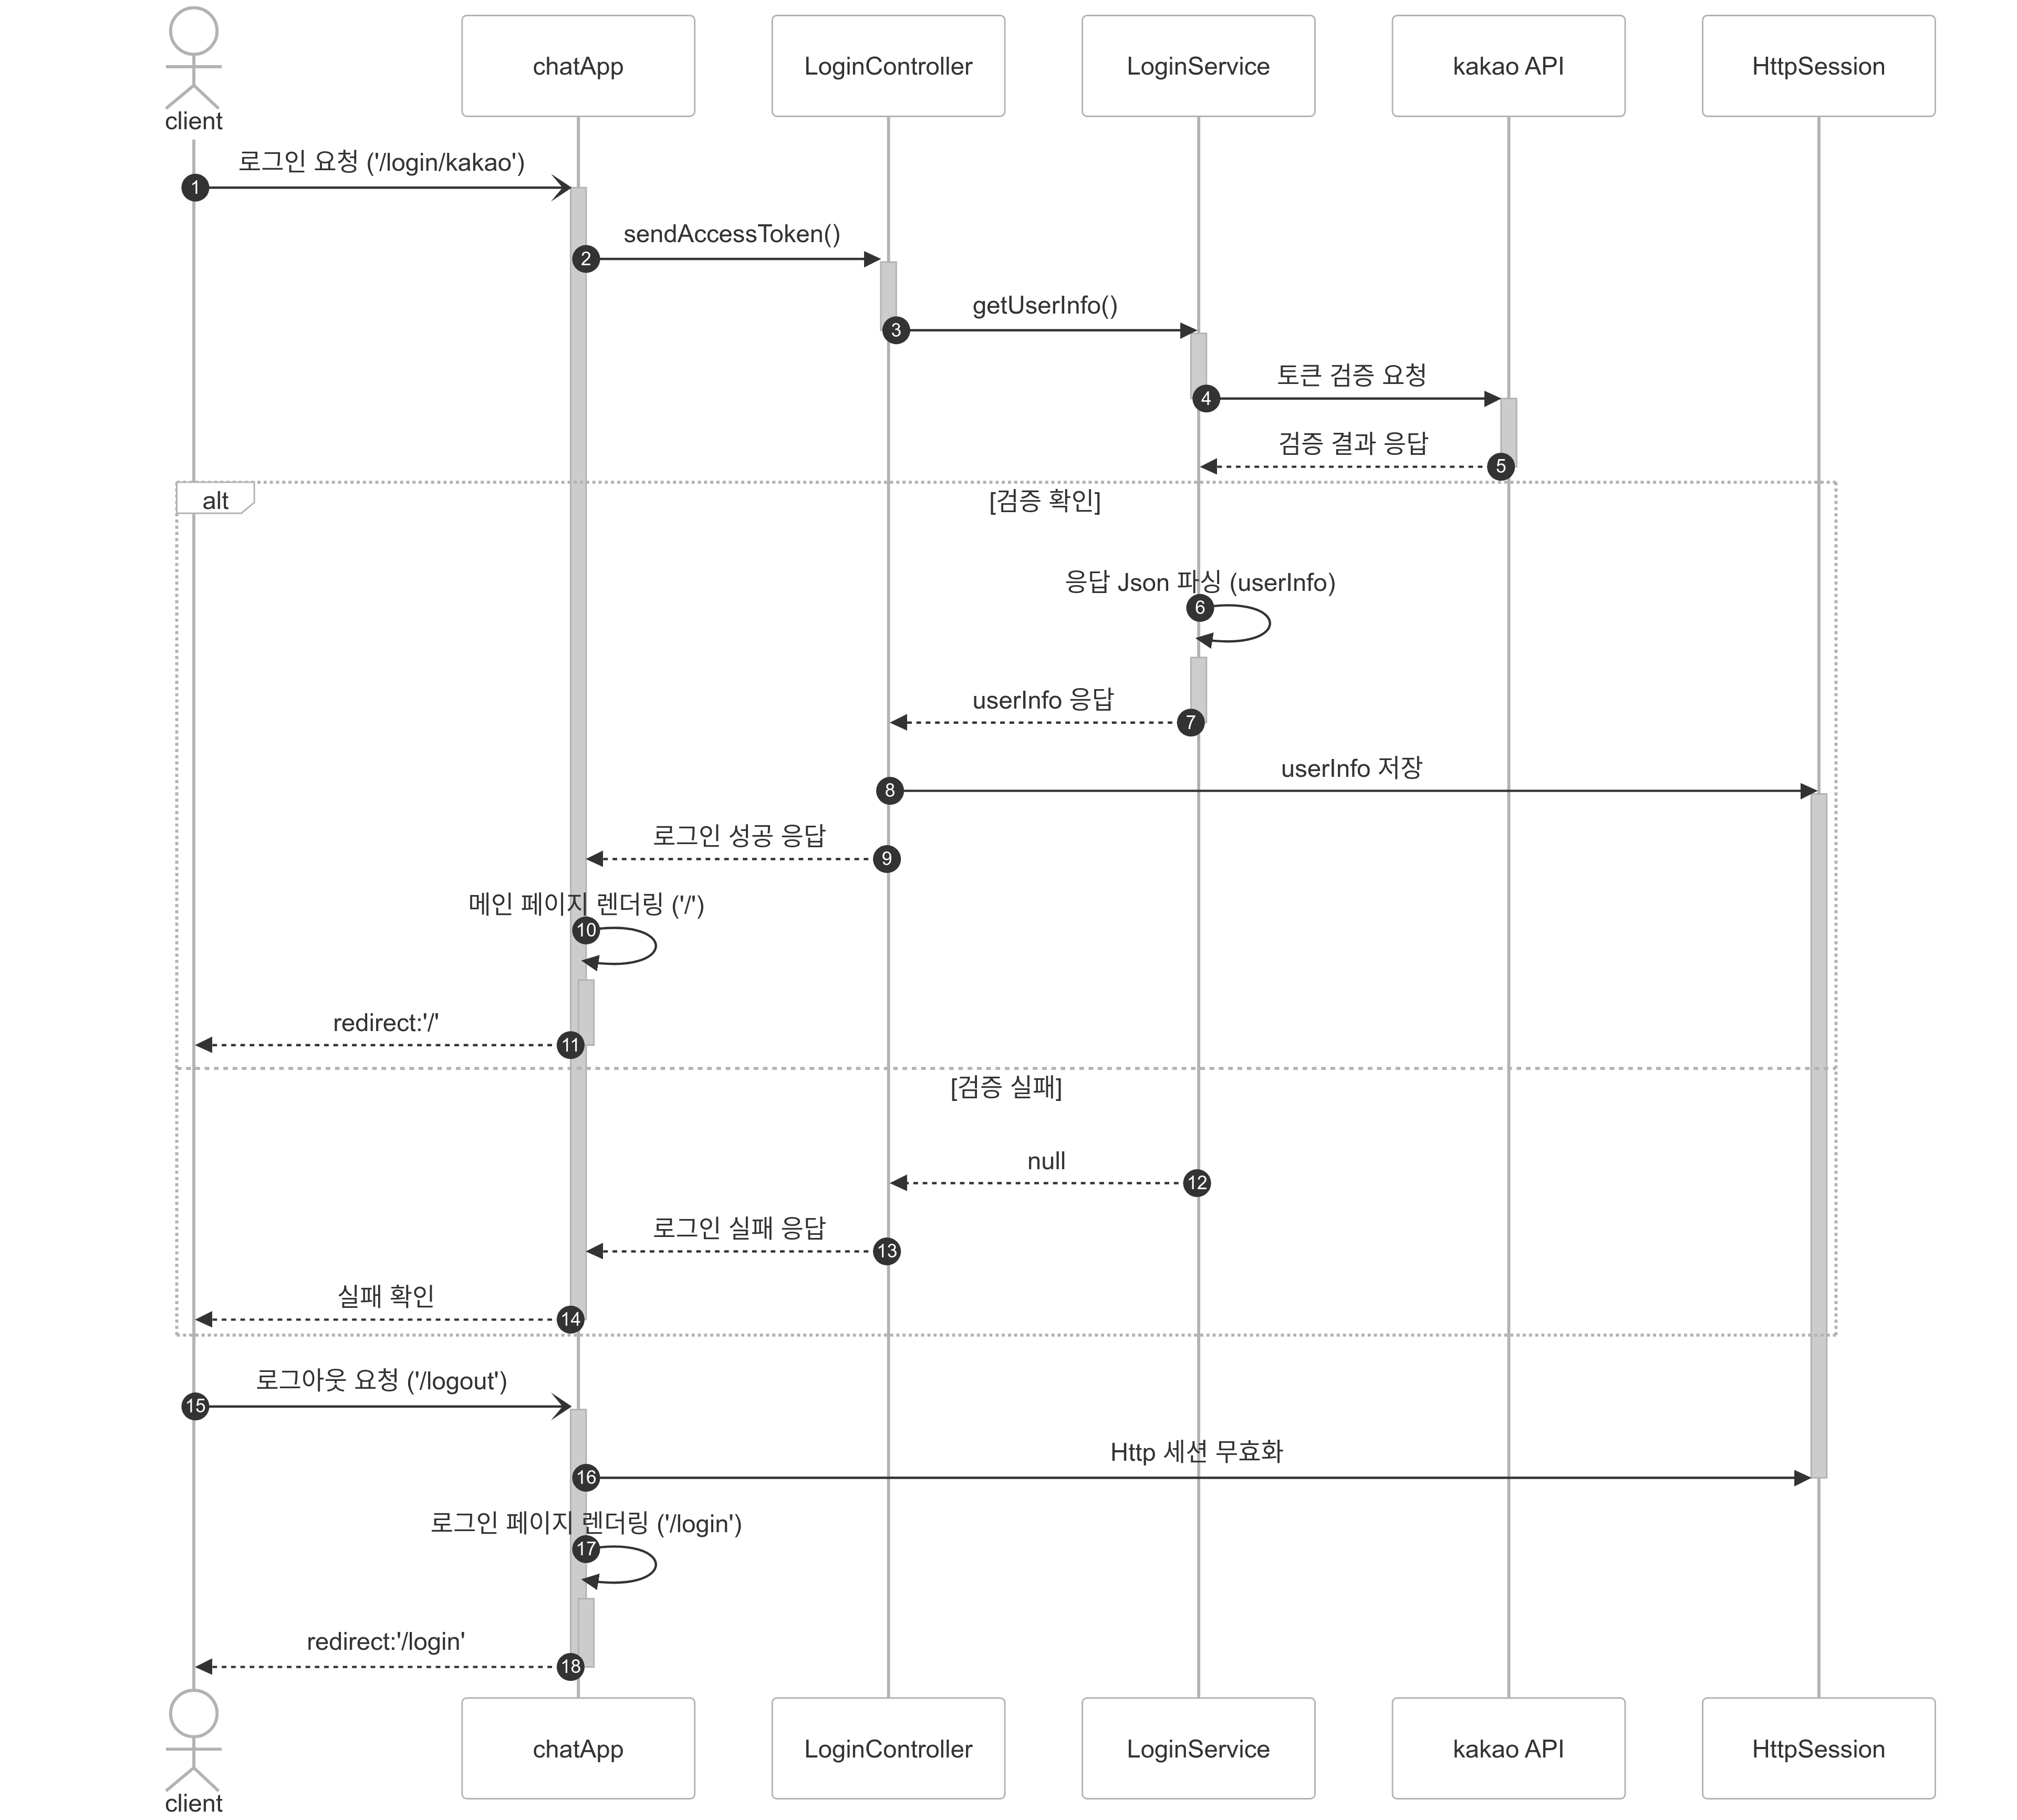 client
chatApp
LoginController
LoginService
kakao API
HttpSession
로그인 요청 ('/login/kakao')
1
sendAccessToken()
2
getUserInfo()
3
토큰 검증 요청
4
검증 결과 응답
5
alt
[검증 확인]
응답 Json 파싱 (userInfo)
6
userInfo 응답
7
userInfo 저장
8
로그인 성공 응답
9
메인 페이지 렌더링 ('/')
10
redirect:'/'
11
[검증 실패]
null
12
로그인 실패 응답
13
실패 확인
14
로그아웃 요청 ('/logout')
15
Http 세션 무효화
16
로그인 페이지 렌더링 ('/login')
17
redirect:'/login'
18
client
chatApp
LoginController
LoginService
kakao API
HttpSession